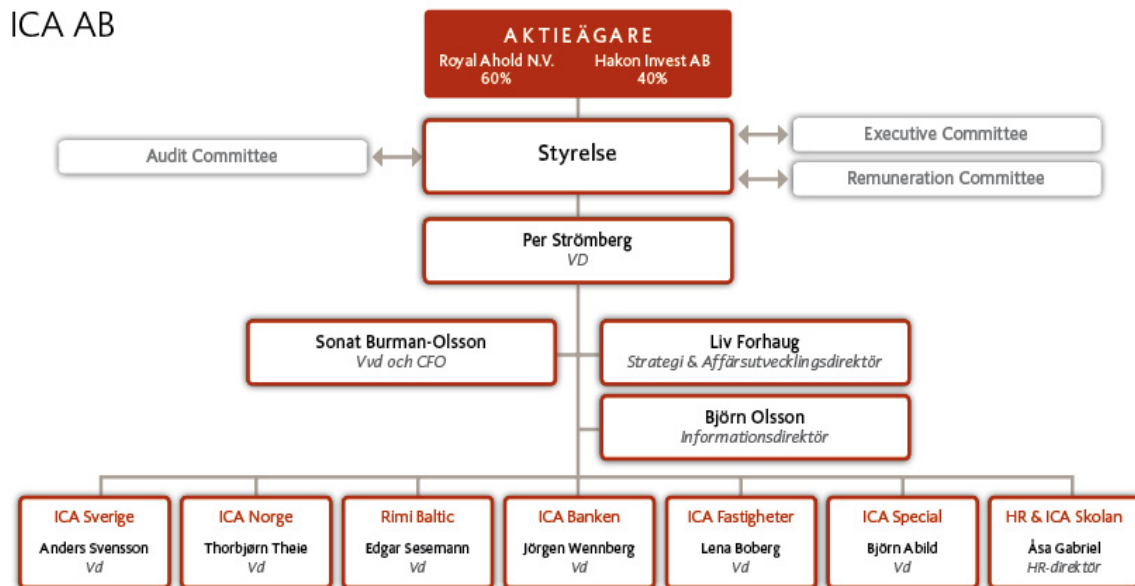 ICA AB
AKTIEÄGARE
Royal Ahold N.V. Hakon Invest AB
60% 40%
Audit Committee
Styrelse
Executive Committee
Remuneration Committee
Per Strömberg
VD
Sonat Burman-Olsson
Vvd och CFO
Liv Forhaug
Strategi & Affärsutvecklingsdirektör
Björn Olsson
Informationsdirektör
ICA Sverige
Anders Svensson
Vd
ICA Norge
Thorbjørn Theie
Vd
Rimi Baltic
Edgar Sesemann
Vd
ICA Banken
Jörgen Wennberg
Vd
ICA Fastigheter
Lena Boberg
Vd
ICA Special
Björn Abild
Vd
HR & ICA Skolan
Åsa Gabriel
HR-direktör